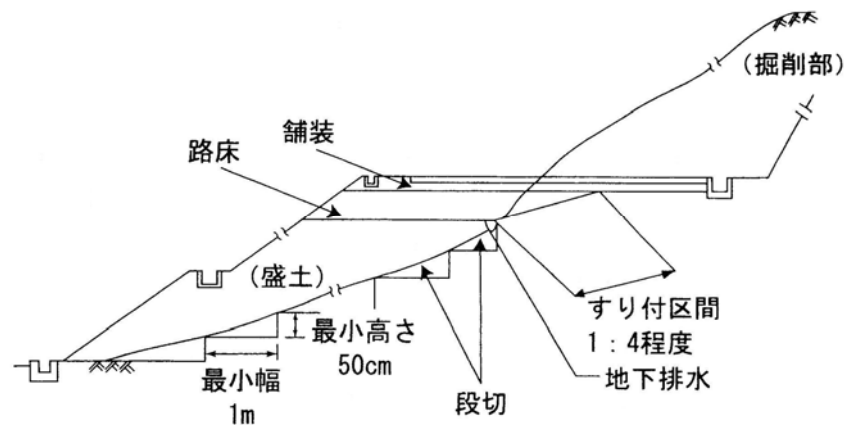 (掘削部)
舗装
路床
(盛土)
すり付区間
1:4程度
最小高さ
50cm
地下排水
最小幅
1m
段切